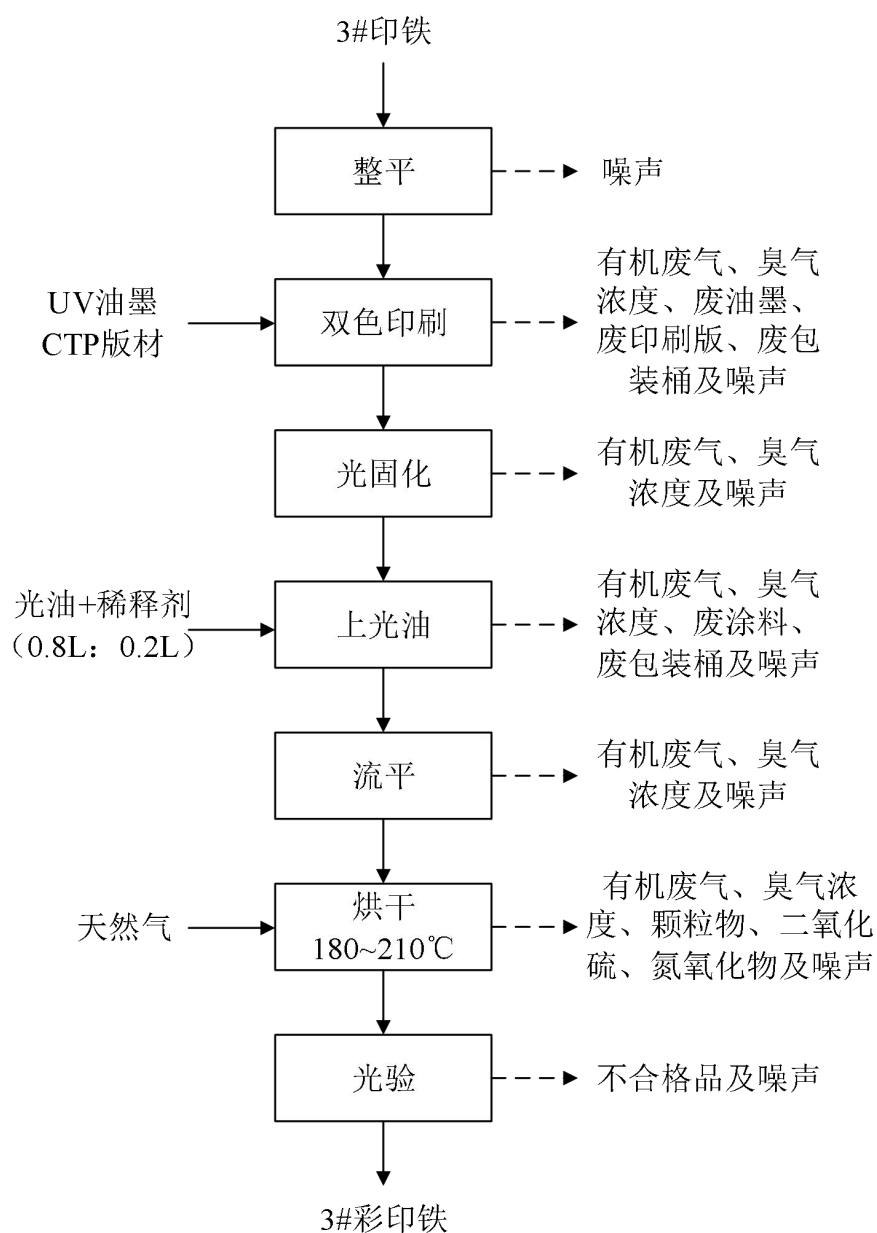 3#印铁
整平
噪声
UV油墨
CTP版材
双色印刷
有机废气、臭气
浓度、废油墨、
废印刷版、废包
装桶及噪声
光固化
有机废气、臭气
浓度及噪声
光油+稀释剂
（0.8L：0.2L）
上光油
有机废气、臭气
浓度、废涂料、
废包装桶及噪声
流平
有机废气、臭气
浓度及噪声
天然气
烘干
180~210℃
有机废气、臭气浓
度、颗粒物、二氧化
硫、氮氧化物及噪声
光验
不合格品及噪声
3#彩印铁